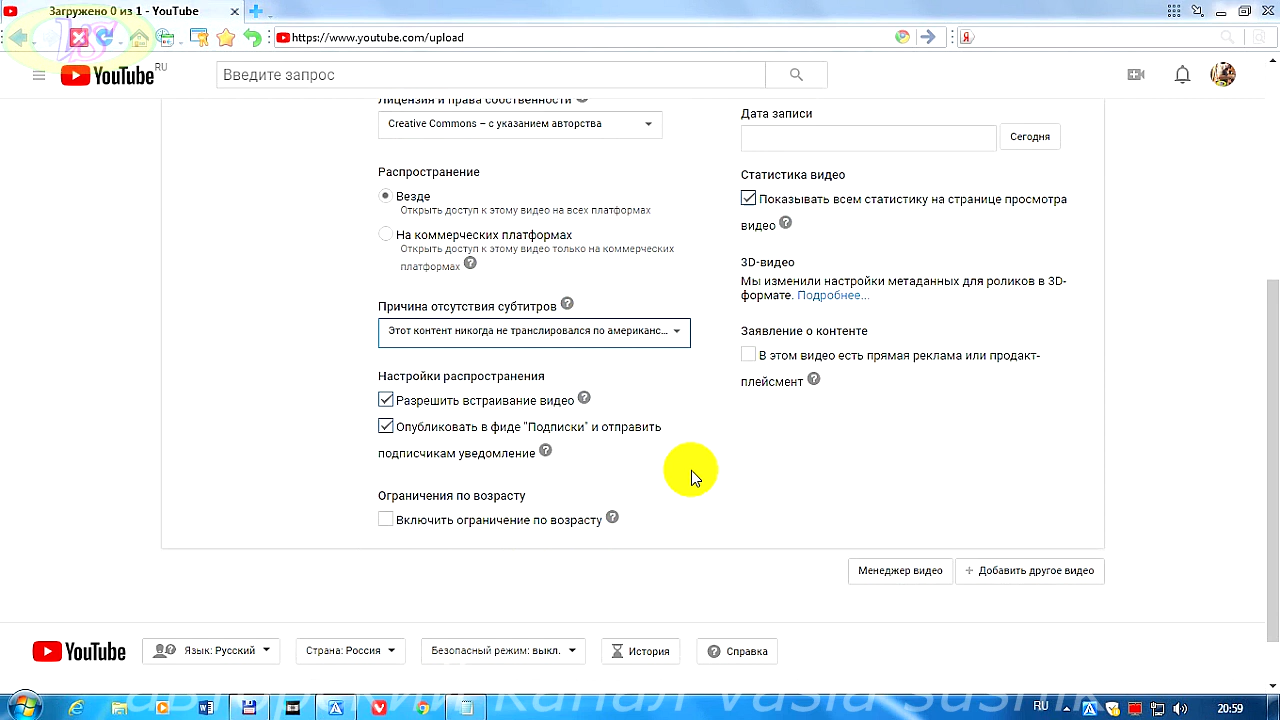 Загружено 0 из 1 - YouTube
https://www.youtube.com/upload
Я
YouTube RU
Введите запрос
Лицензия и права собственности ?
Creative Commons – с указанием авторства
Распространение
Везде
Открыть доступ к этому видео на всех платформах
На коммерческих платформах
Открыть доступ к этому видео только на коммерческих
платформах ?
Причина отсутствия субтитров ?
Этот контент никогда не транслировался по американс...
Настройки распространения
Разрешить встраивание видео ?
Опубликовать в фиде "Подписки" и отправить
подписчикам уведомление ?
Ограничения по возрасту
Включить ограничение по возрасту ?
Дата записи
Сегодня
Статистика видео
Показывать всем статистику на странице просмотра
видео ?
3D-видео
Мы изменили настройки метаданных для роликов в 3D-
формате. Подробнее...
Заявление о контенте
В этом видео есть прямая реклама или продакт-
плейсмент ?
Менеджер видео
+ Добавить другое видео
YouTube
Язык: Русский
Страна: Россия
Безопасный режим: выкл.
История
? Справка
авторский канал vasia sushik
RU
20:59